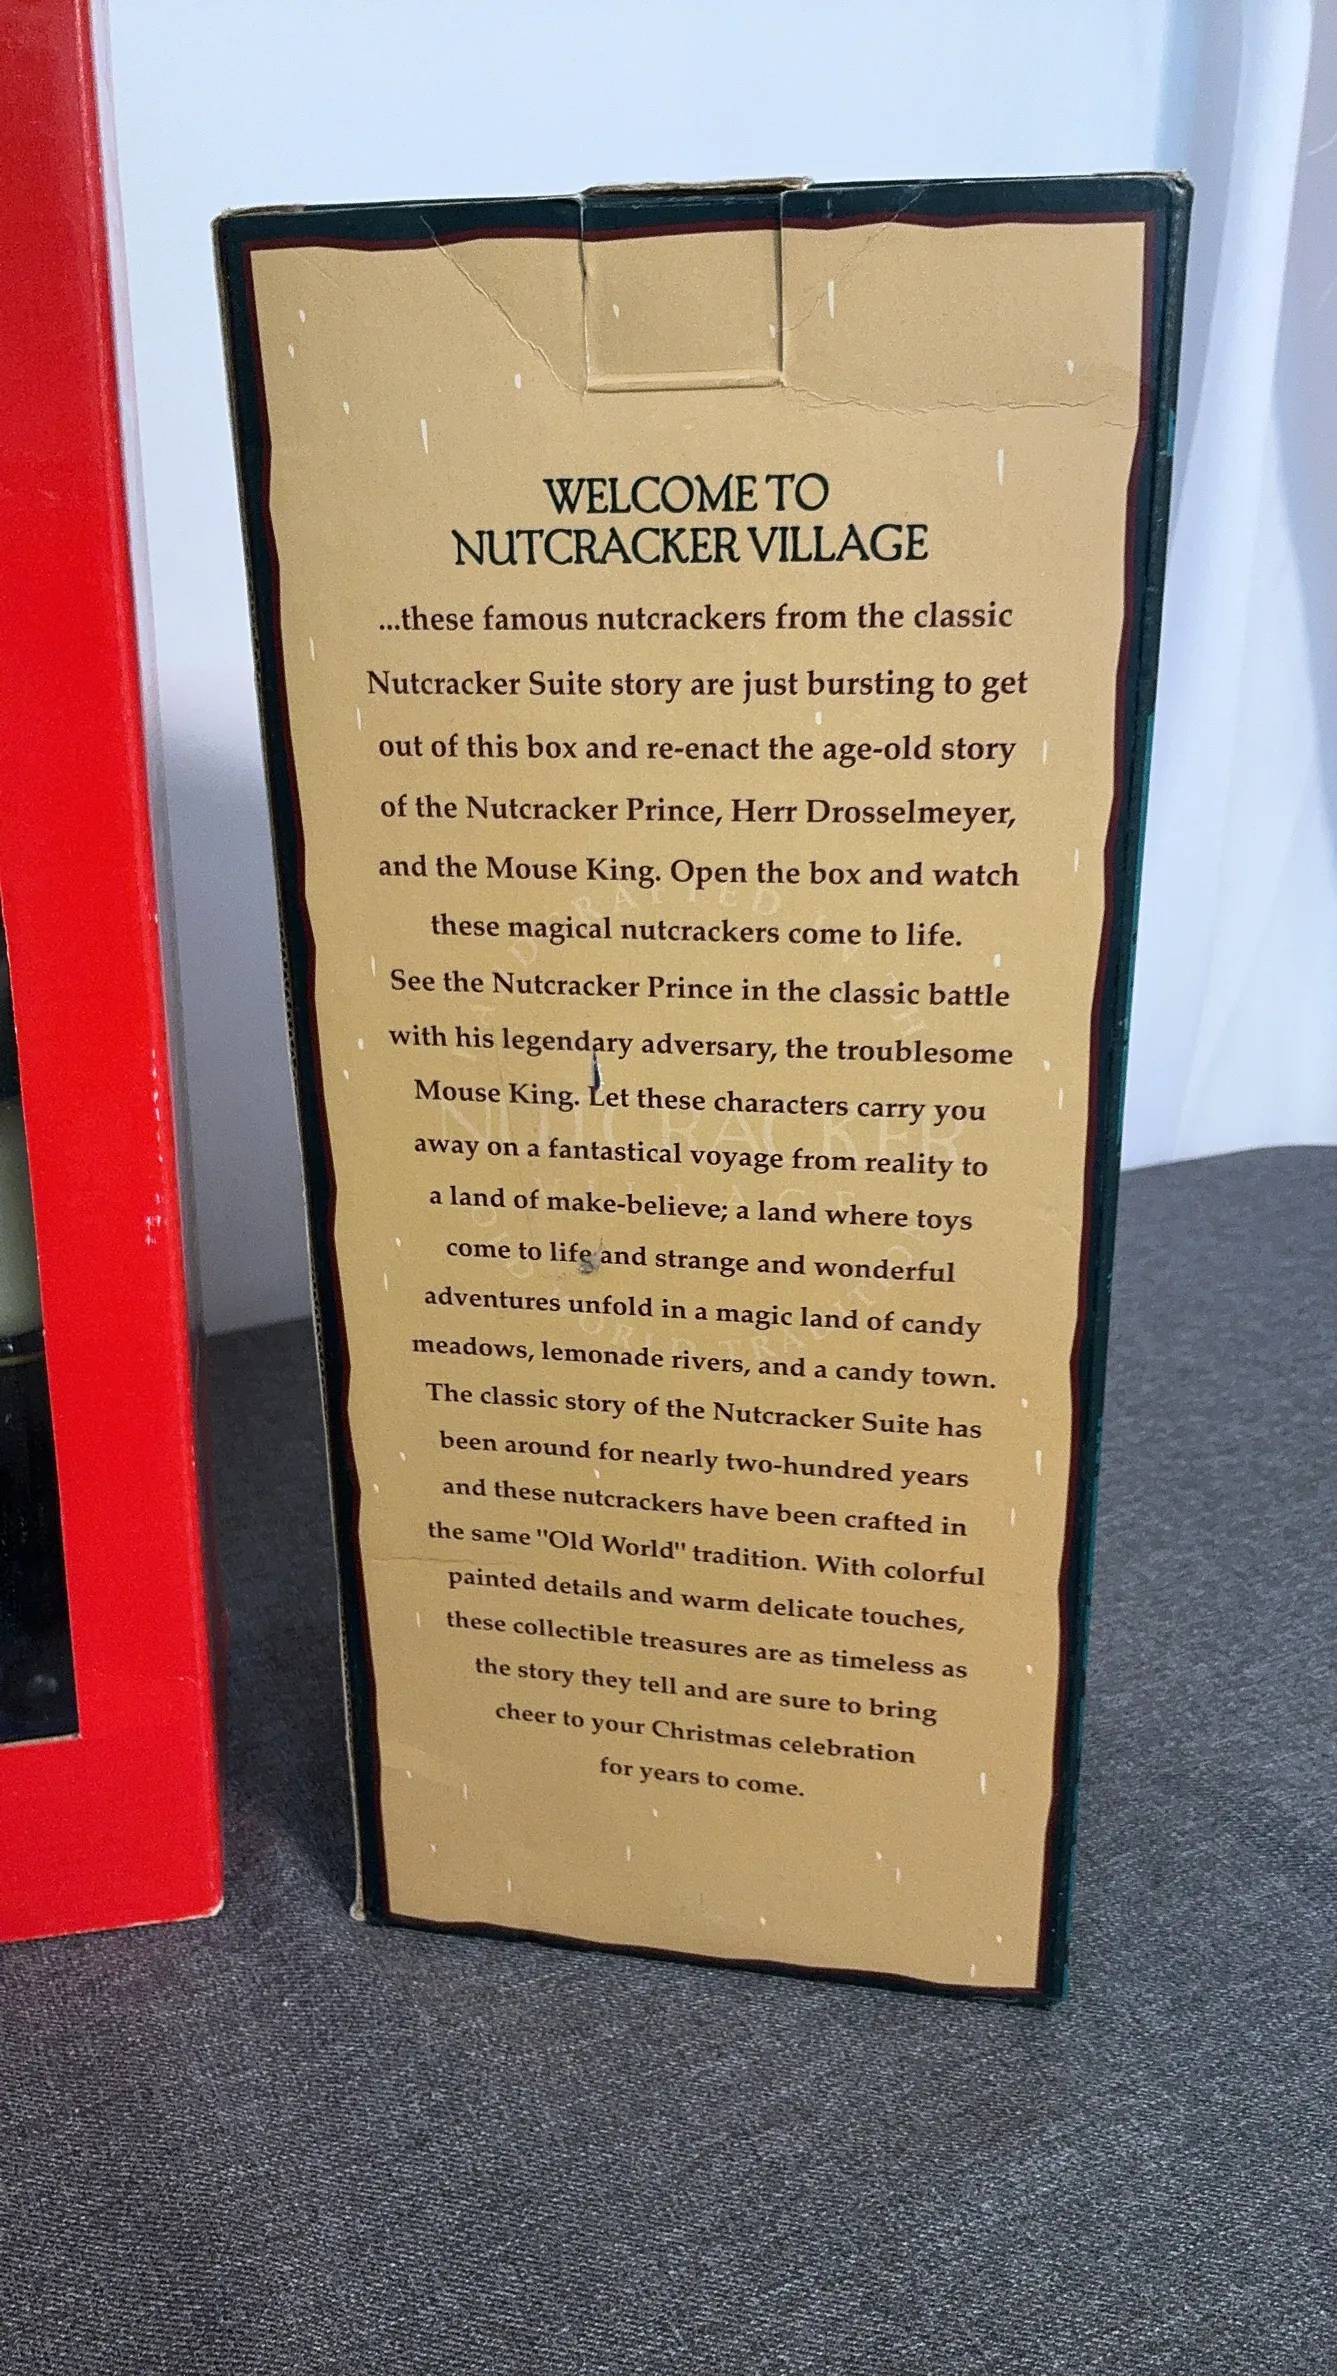 WELCOME TO
NUTCRACKER VILLAGE
...these famous nutcrackers from the classic
Nutcracker Suite story are just bursting to get
out of this box and re-enact the age-old story
of the Nutcracker Prince, Herr Drosselmeyer,
and the Mouse King. Open the box and watch
these magical nutcrackers come to life.
See the Nutcracker Prince in the classic battle
with his legendary adversary, the troublesome
Mouse King. Let these characters carry you
away on a fantastical voyage from reality to
a land of make-believe; a land where toys
come to life and strange and wonderful
adventures unfold in a magic land of candy
meadows, lemonade rivers, and a candy town.
The classic story of the Nutcracker Suite has
been around for nearly two-hundred years
and these nutcrackers have been crafted in
the same "Old World" tradition. With colorful
painted details and warm delicate touches,
these collectible treasures are as timeless as
the story they tell and are sure to bring
cheer to your Christmas celebration
for years to come.
NUTCRACKER
VILLAGE